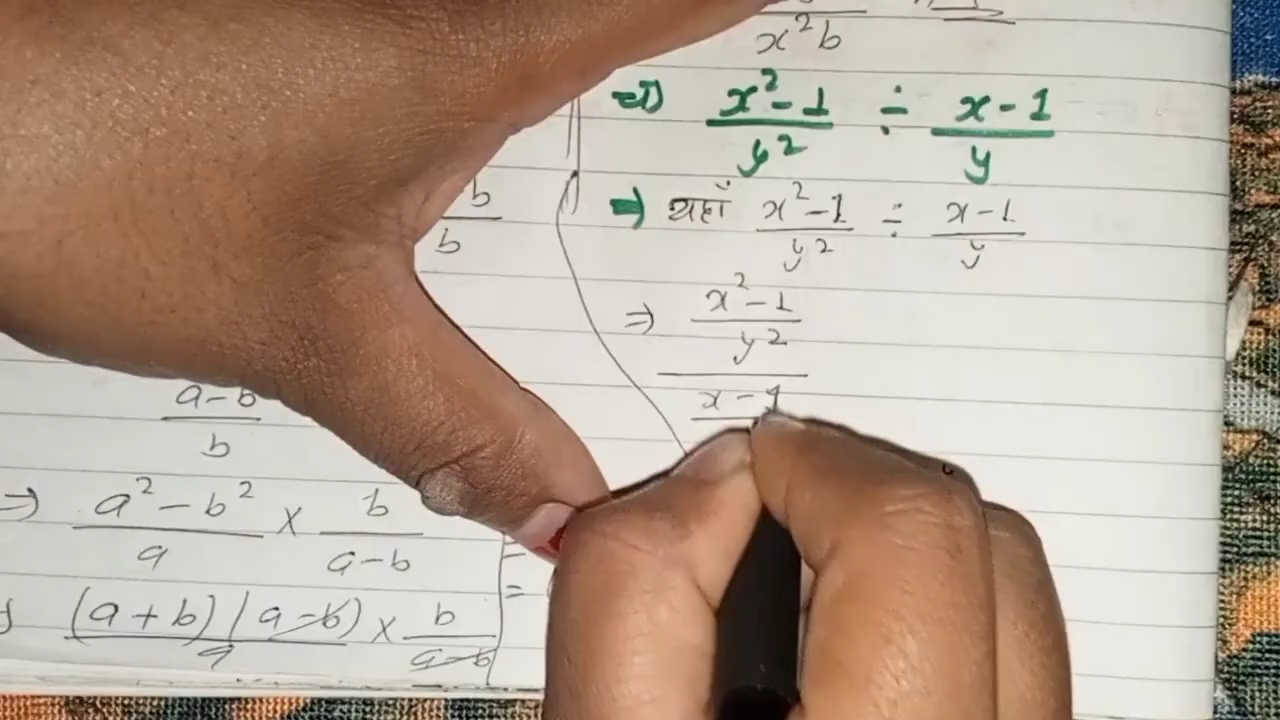 b
b
a-b
b
⇒ a² - b² × b
a a-b
(a + b) (a-b) × b
a a-b
=
x²b
x² - 1 ÷ x - 1
y² y
⇒ यहाँ x² - 1 ÷ x - 1
y² y
⇒ x² - 1
y²
x - 1